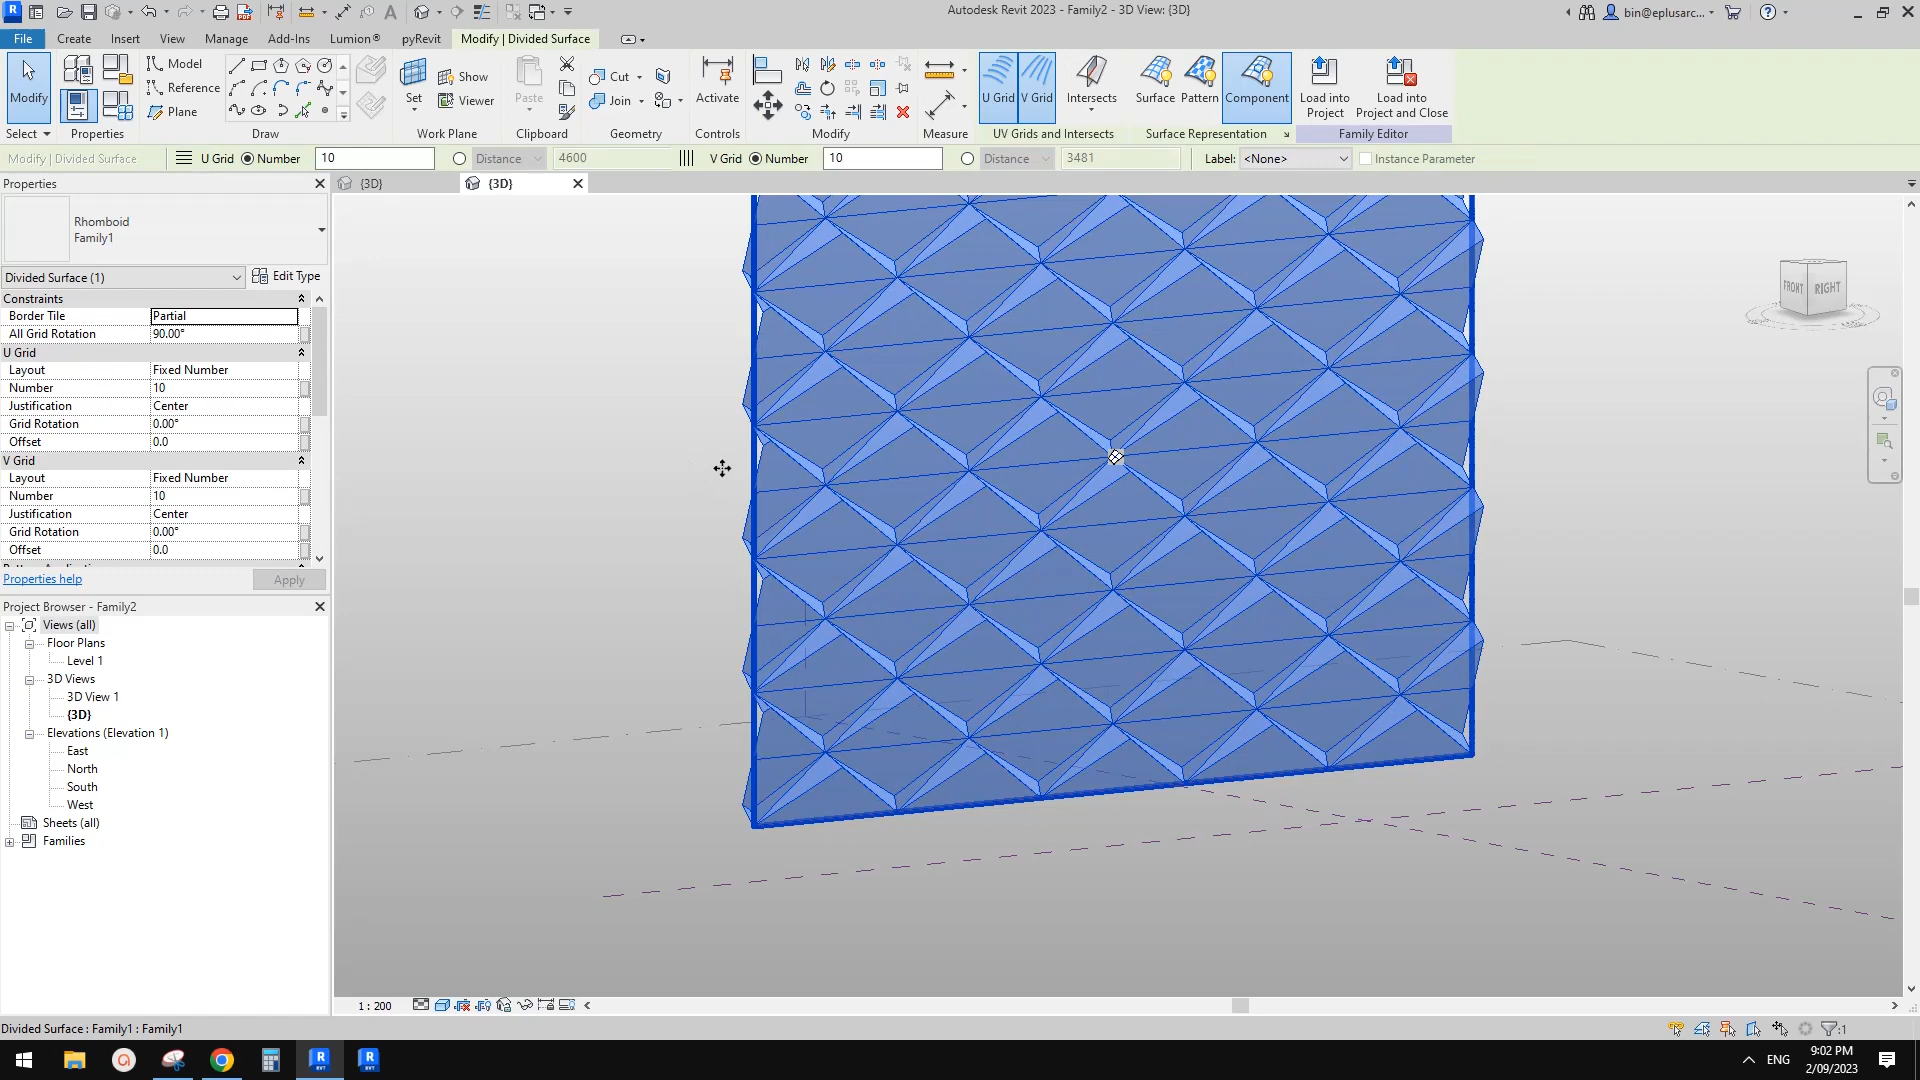 Autodesk Revit 2023 - Family2 - 3D View: {3D}
bin@eplusarc...
File Create Insert View Manage Add-Ins Lumion® pyRevit Modify | Divided Surface
Modify
Model
Reference
Plane
Set
Show
Viewer
Paste
Cut
Join
Activate
U Grid V Grid Intersects
Surface Pattern Component
Load into
Project
Load into
Project and Close
Select Properties Draw Work Plane Clipboard Geometry Controls Modify Measure UV Grids and Intersects Surface Representation Family Editor
Modify | Divided Surface U Grid Number 10 Distance 4600 V Grid Number 10 Distance 3481 Label: <None> Instance Parameter
Properties
{3D} {3D}
Rhomboid
Family1
Divided Surface (1) Edit Type
Constraints
Border Tile Partial
All Grid Rotation 90.00°
U Grid
Layout Fixed Number
Number 10
Justification Center
Grid Rotation 0.00°
Offset 0.0
V Grid
Layout Fixed Number
Number 10
Justification Center
Grid Rotation 0.00°
Offset 0.0
Properties help Apply
FRONT RIGHT
Project Browser - Family2
Views (all)
Floor Plans
Level 1
3D Views
3D View 1
{3D}
Elevations (Elevation 1)
East
North
South
West
Sheets (all)
Families
1 : 200
Divided Surface : Family1 : Family1
:1
ENG
9:02 PM
2/09/2023